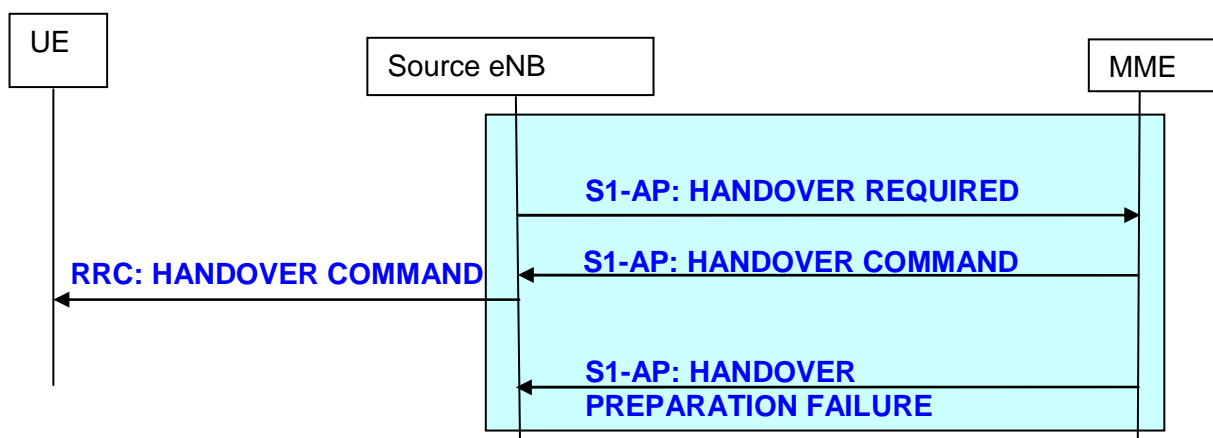 UE
Source eNB
MME
S1-AP: HANDOVER REQUIRED
S1-AP: HANDOVER COMMAND
RRC: HANDOVER COMMAND
S1-AP: HANDOVER
PREPARATION FAILURE